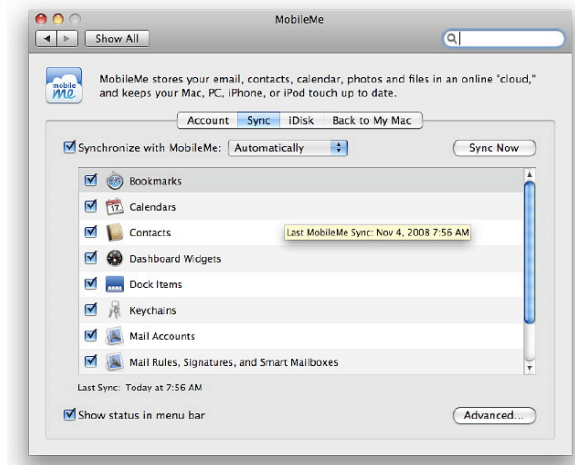 MobileMe
Show All
mobile me
MobileMe stores your email, contacts, calendar, photos and files in an online "cloud,"
and keeps your Mac, PC, iPhone, or iPod touch up to date.
Account Sync iDisk Back to My Mac
Synchronize with MobileMe: Automatically Sync Now
Bookmarks
17 Calendars
Contacts
Last MobileMe Sync: Nov 4, 2008 7:56 AM
Dashboard Widgets
Dock Items
Keychains
Mail Accounts
Mail Rules, Signatures, and Smart Mailboxes
Last Sync: Today at 7:56 AM
Show status in menu bar Advanced...